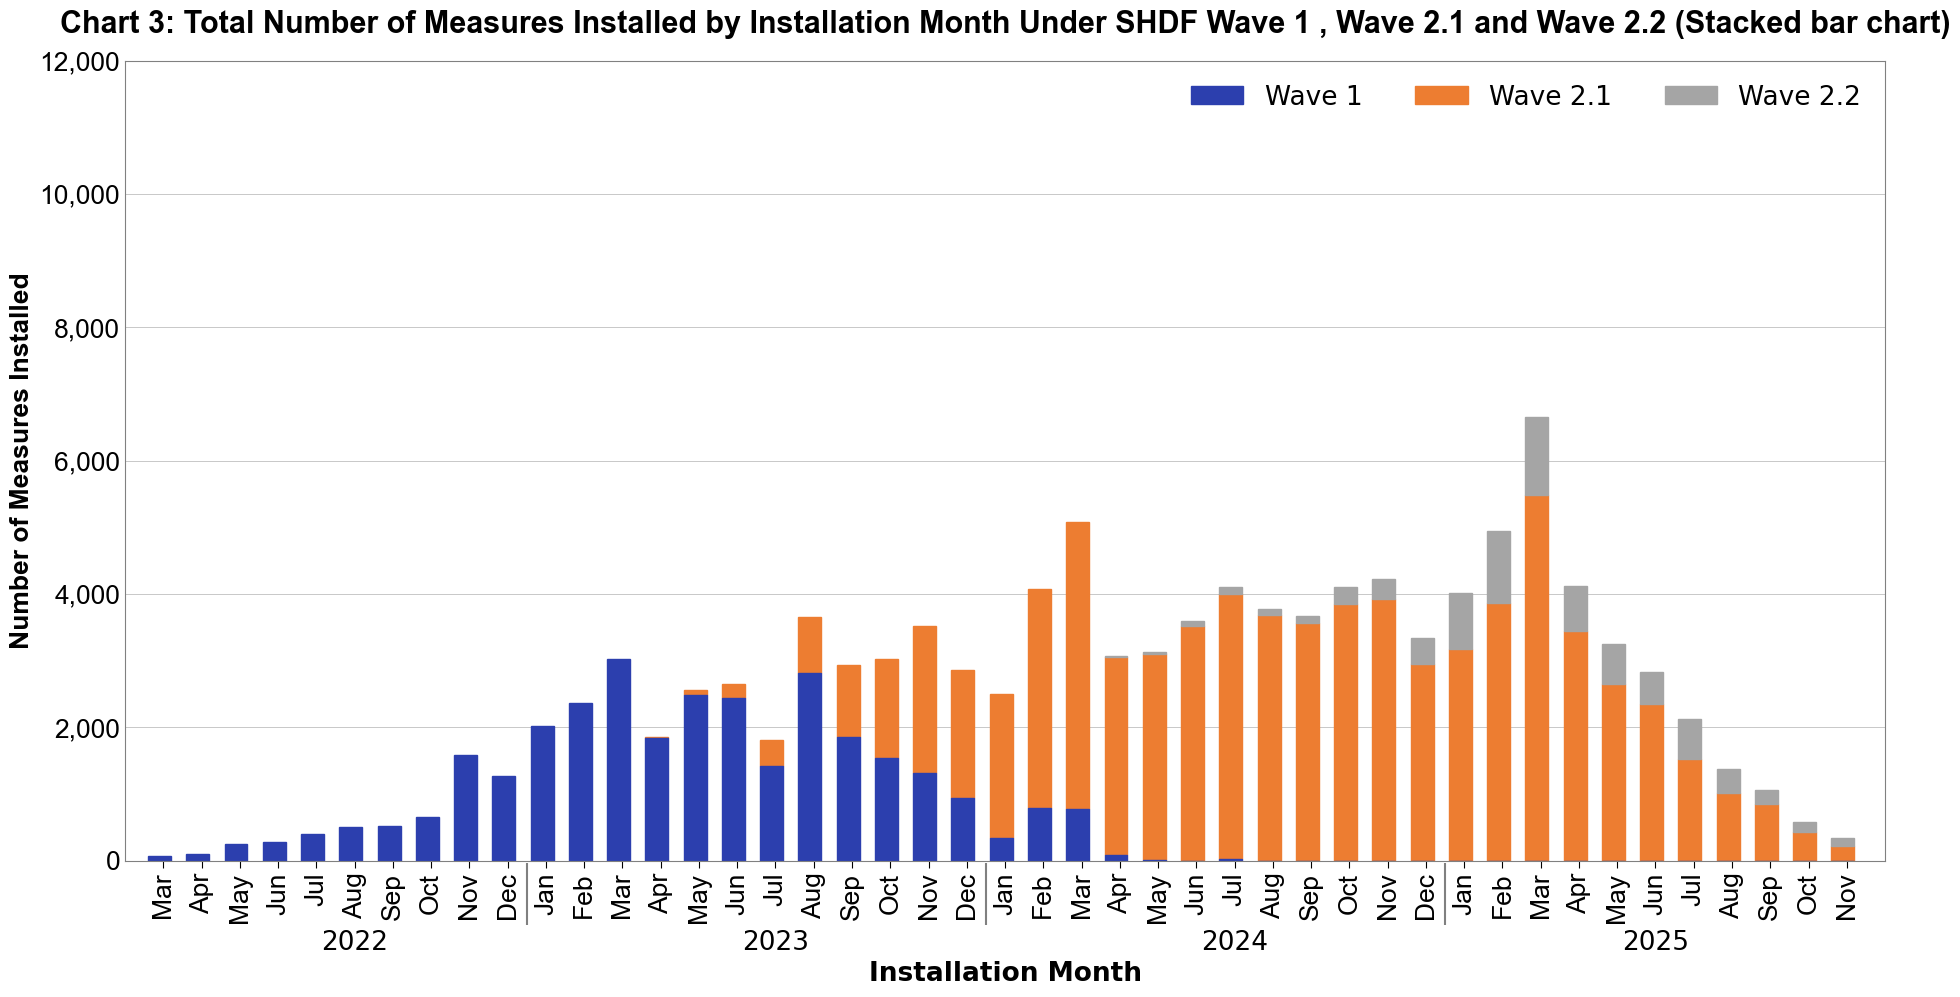 Chart 3: Total Number of Measures Installed by Installation Month Under SHDF Wave 1 , Wave 2.1 and Wave 2.2 (Stacked bar chart)
Wave 1 Wave 2.1 Wave 2.2
Number of Measures Installed
12,000
10,000
8,000
6,000
4,000
2,000
0
Mar Apr May Jun Jul Aug Sep Oct Nov Dec Jan Feb Mar Apr May Jun Jul Aug Sep Oct Nov Dec Jan Feb Mar Apr May Jun Jul Aug Sep Oct Nov Dec Jan Feb Mar Apr May Jun Jul Aug Sep Oct Nov
2022 2023 2024 2025
Installation Month